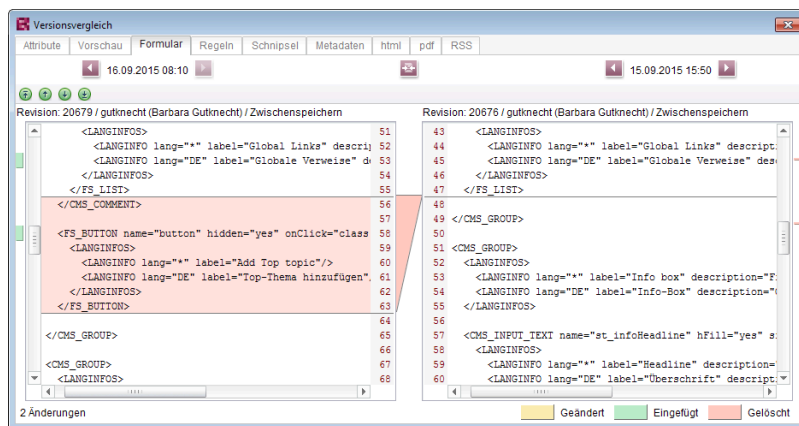 Versionsvergleich
Attribute Vorschau Formular Regeln Schnipsel Metadaten html pdf RSS
16.09.2015 08:10 15.09.2015 15:50
Revision: 20679 / gutknecht (Barbara Gutknecht) / Zwischenspeichern
<LANGINFOS> 51
<LANGINFO lang="*" label="Global Links" descrip 52
<LANGINFO lang="DE" label="Globale Verweise" de 53
</LANGINFOS> 54
</FS_LIST> 55
</CMS_COMMENT> 56
57
<FS_BUTTON name="button" hidden="yes" onClick="class 58
<LANGINFOS> 59
<LANGINFO lang="*" label="Add Top topic"/> 60
<LANGINFO lang="DE" label="Top-Thema hinzufügen" 61
</LANGINFOS> 62
</FS_BUTTON> 63
64
</CMS_GROUP> 65
66
<CMS_GROUP> 67
<LANGINFOS> 68
Revision: 20676 / gutknecht (Barbara Gutknecht) / Zwischenspeichern
43 <LANGINFOS>
44 <LANGINFO lang="*" label="Global Links" descript
45 <LANGINFO lang="DE" label="Globale Verweise" des
46 </LANGINFOS>
47 </FS_LIST>
48
49 </CMS_GROUP>
50
51 <CMS_GROUP>
52 <LANGINFOS>
53 <LANGINFO lang="*" label="Info box" description="F
54 <LANGINFO lang="DE" label="Info-Box" description="
55 </LANGINFOS>
56
57 <CMS_INPUT_TEXT name="st_infoHeadline" hFill="yes" s
58 <LANGINFOS>
59 <LANGINFO lang="*" label="Headline" description="
60 <LANGINFO lang="DE" label="Überschrift" descript
2 Änderungen Geändert Eingefügt Gelöscht